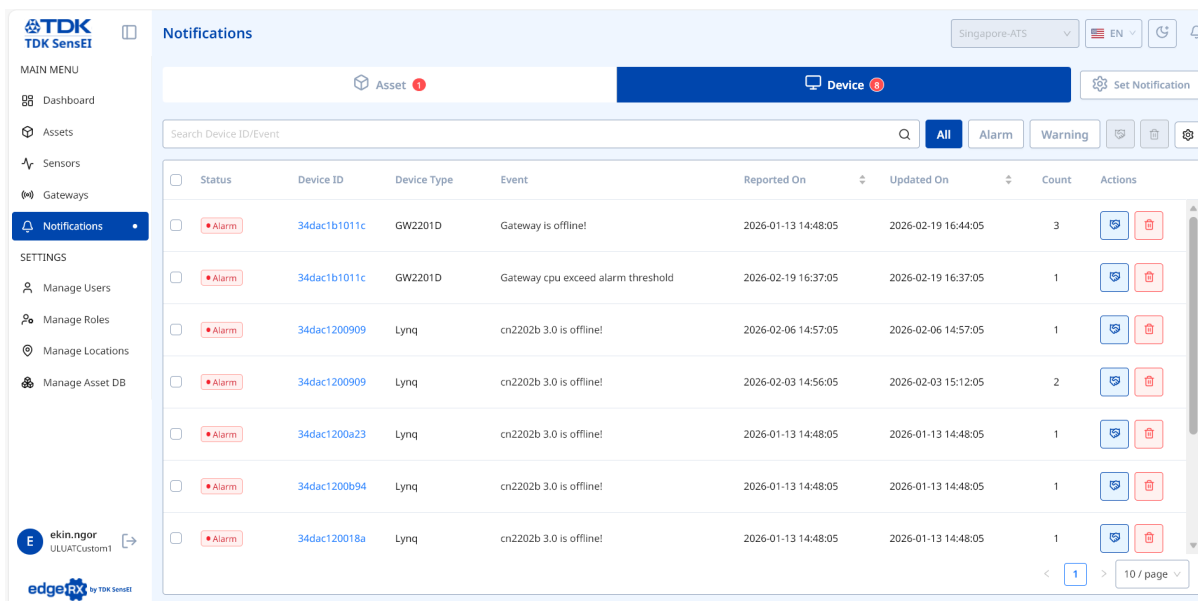 TDK
TDK SensEI
Notifications
Singapore-ATS
EN
MAIN MENU
Dashboard
Assets
Sensors
Gateways
Notifications
SETTINGS
Manage Users
Manage Roles
Manage Locations
Manage Asset DB
Asset 1
Device 8
Set Notification
Search Device ID/Event
All
Alarm
Warning
Status Device ID Device Type Event Reported On Updated On Count Actions
Alarm 34dac1b1011c GW2201D Gateway is offline! 2026-01-13 14:48:05 2026-02-19 16:44:05 3
Alarm 34dac1b1011c GW2201D Gateway cpu exceed alarm threshold 2026-02-19 16:37:05 2026-02-19 16:37:05 1
Alarm 34dac1200909 Lynq cn2202b 3.0 is offline! 2026-02-06 14:57:05 2026-02-06 14:57:05 1
Alarm 34dac1200909 Lynq cn2202b 3.0 is offline! 2026-02-03 14:56:05 2026-02-03 15:12:05 2
Alarm 34dac1200a23 Lynq cn2202b 3.0 is offline! 2026-01-13 14:48:05 2026-01-13 14:48:05 1
Alarm 34dac1200b94 Lynq cn2202b 3.0 is offline! 2026-01-13 14:48:05 2026-01-13 14:48:05 1
Alarm 34dac120018a Lynq cn2202b 3.0 is offline! 2026-01-13 14:48:05 2026-01-13 14:48:05 1
1
10 / page
E
ekin.ngor
ULUATCustom1
edgeRX by TDK SensEI